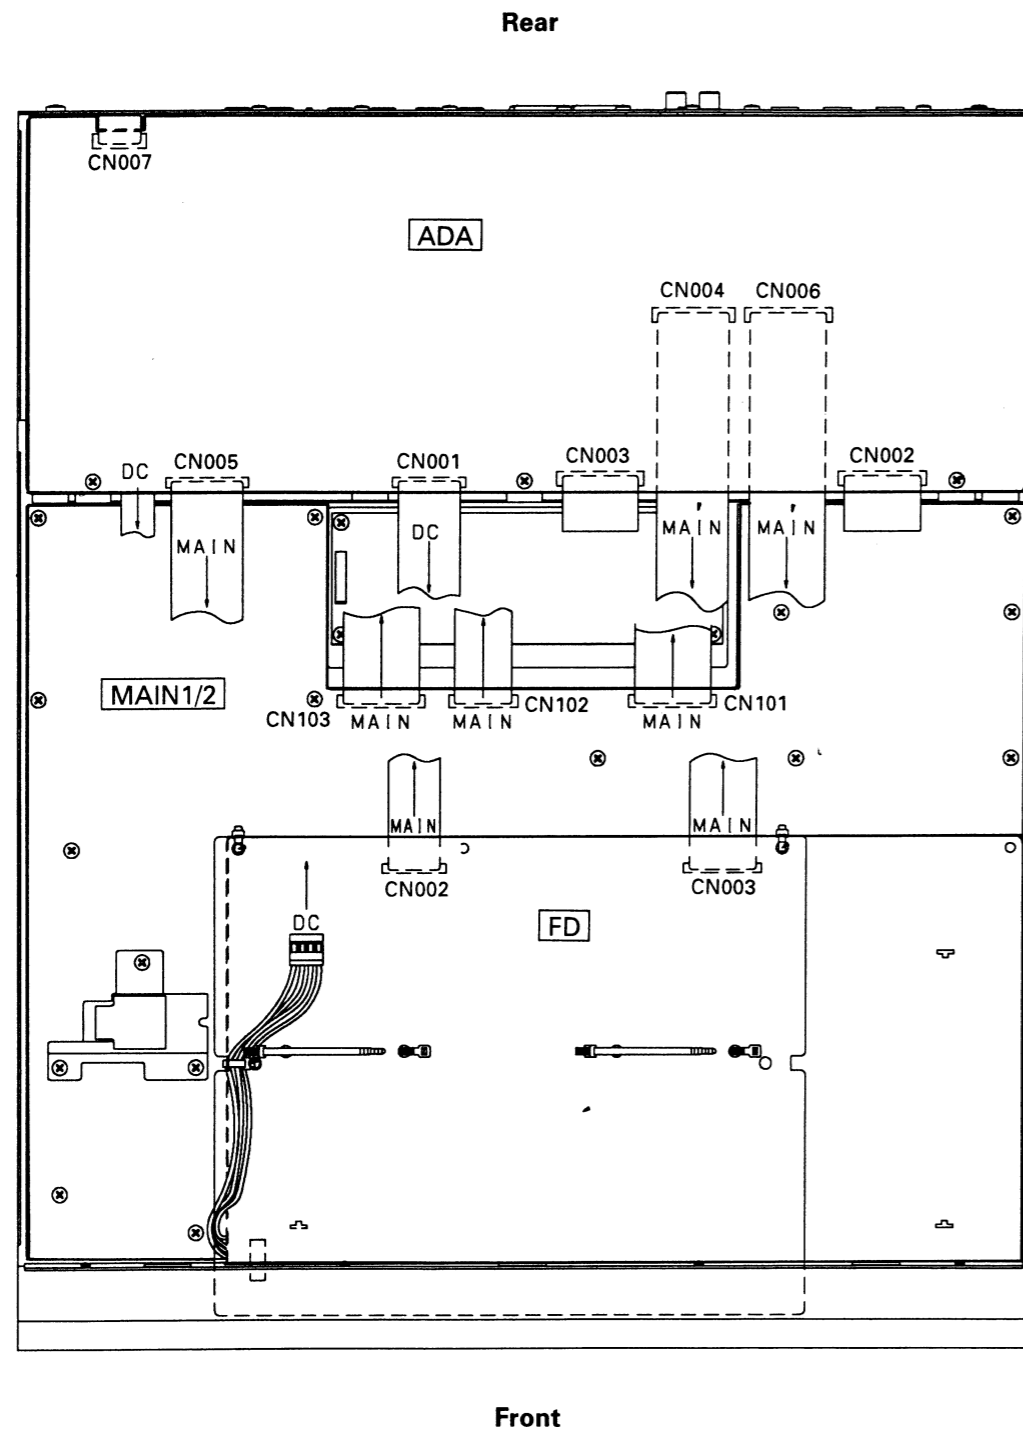 Rear
CN007
ADA
CN004 CN006
DC CN005 CN001 CN003 CN002
MAIN DC MAIN MAIN
MAIN1/2
CN103 MAIN MAIN CN102 MAIN CN101
MAIN MAIN
CN002 CN003
DC FD
Front